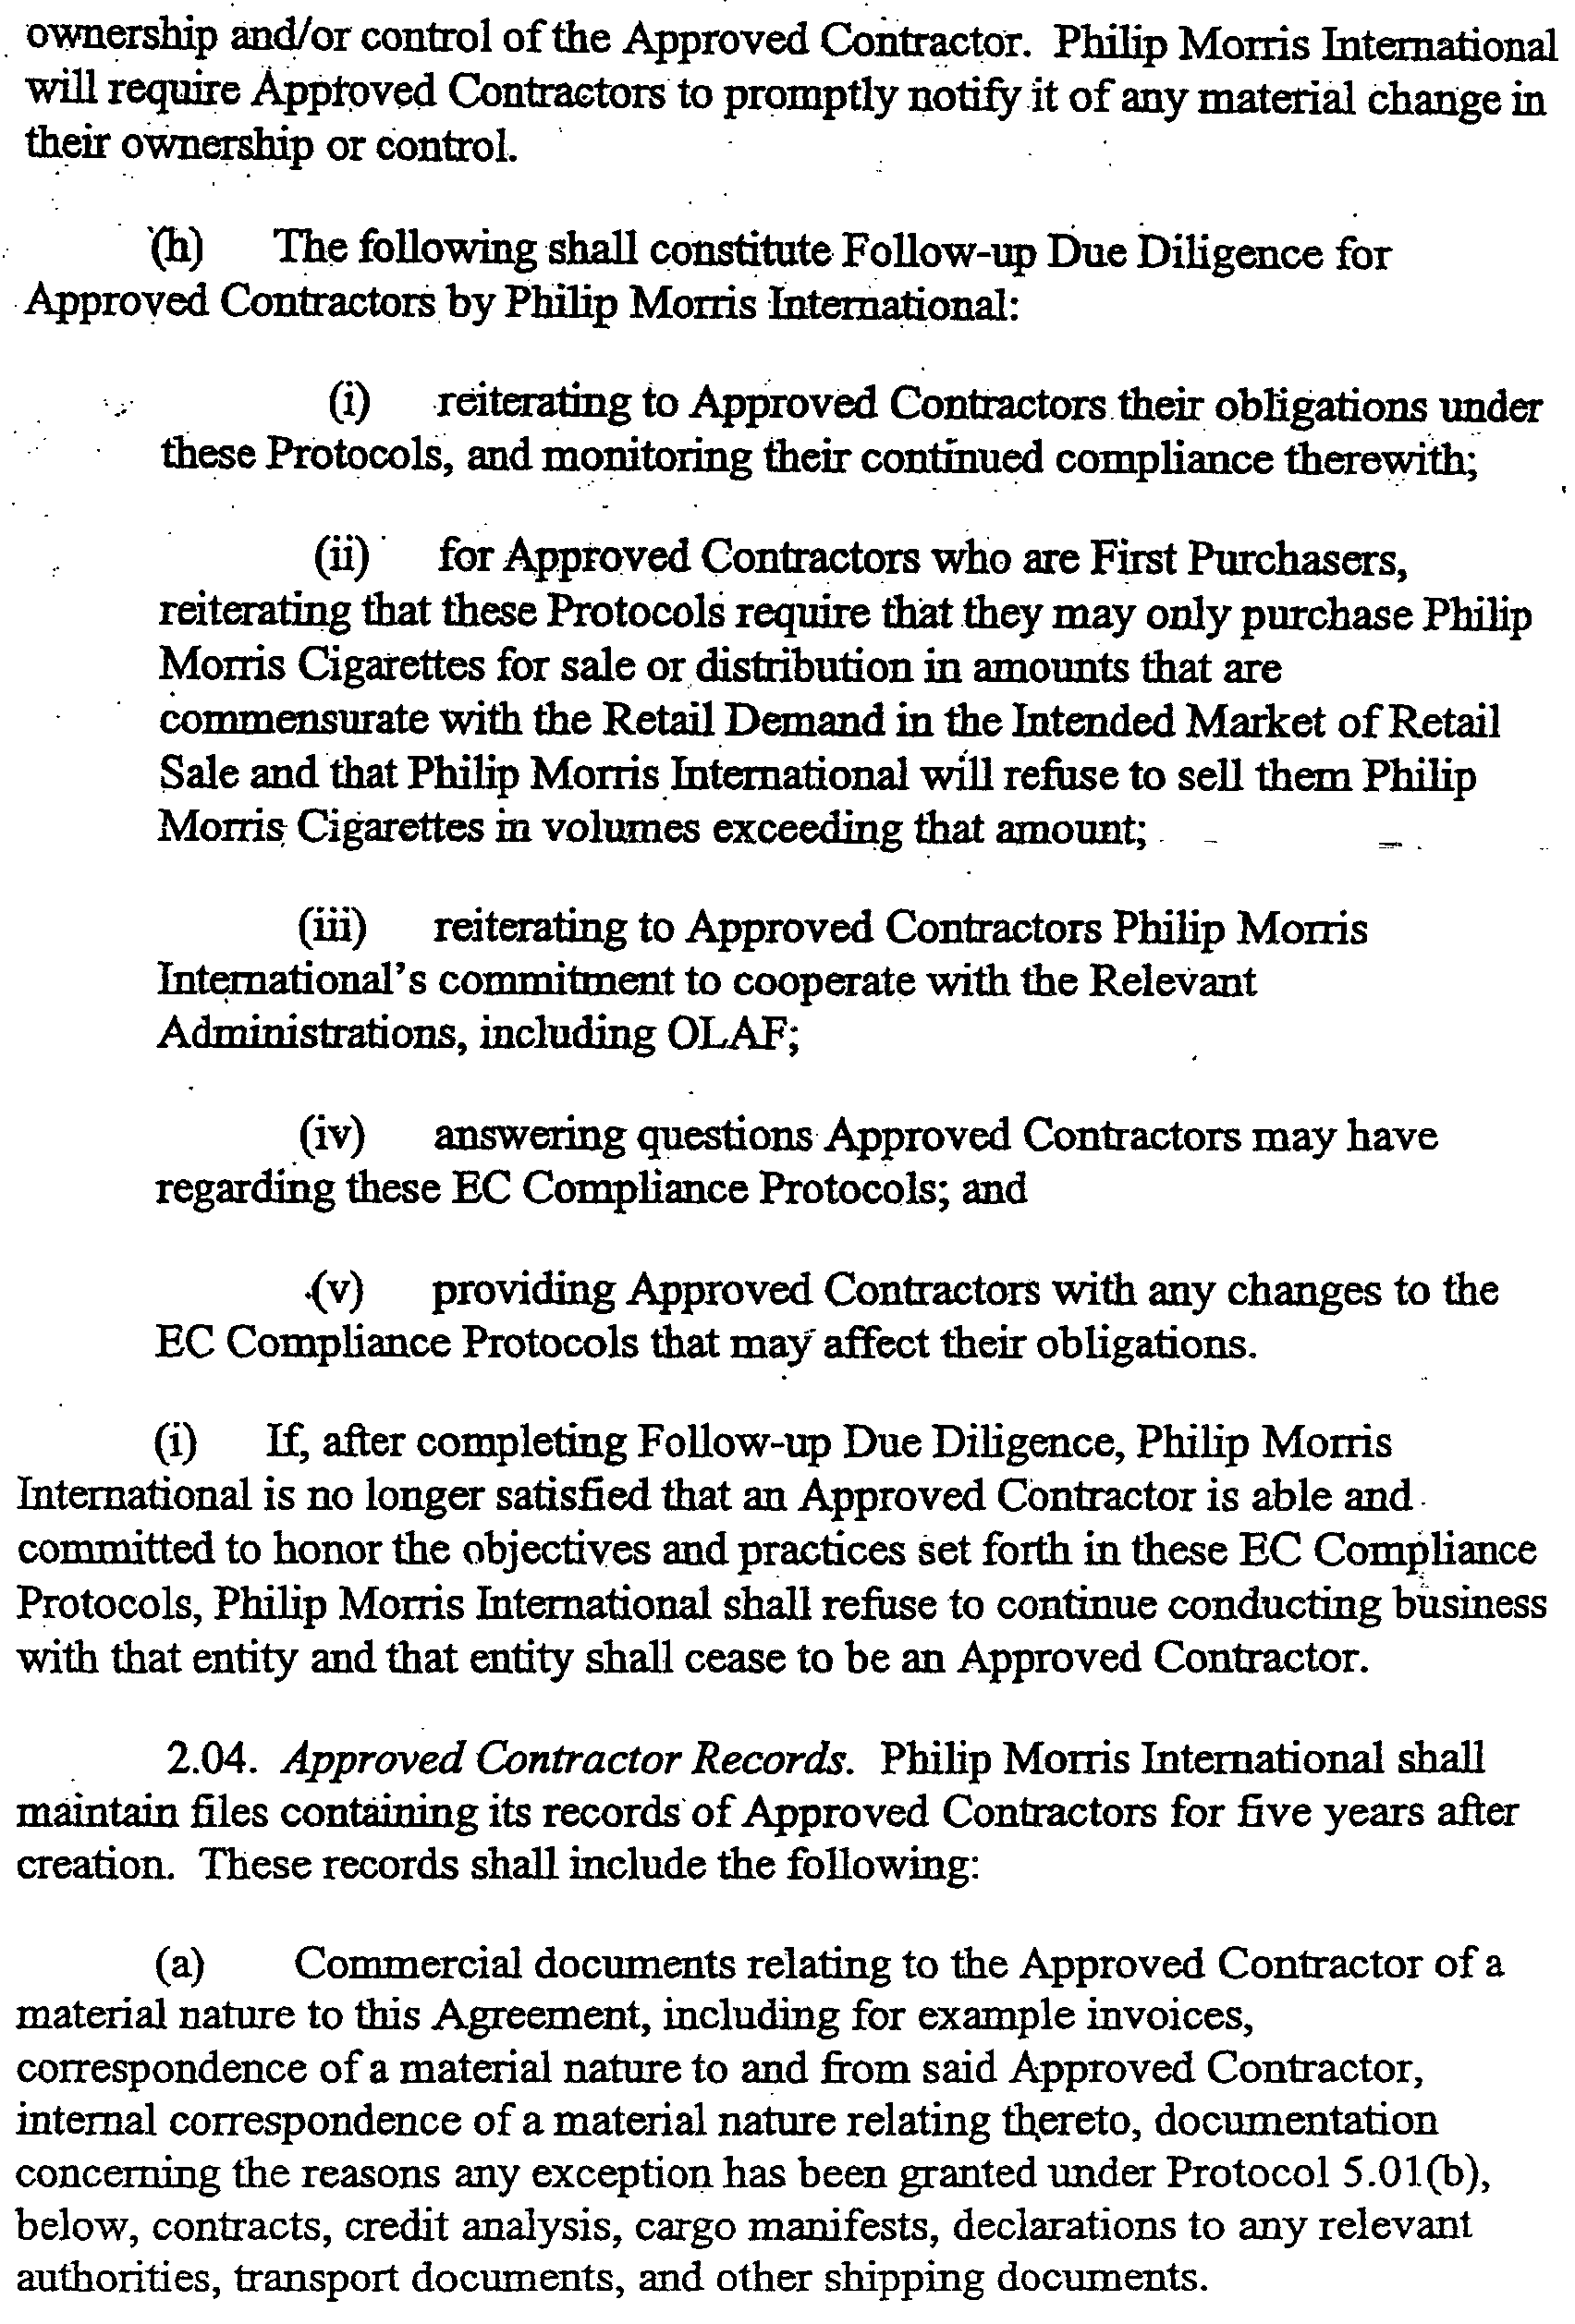 ownership and/or control of the Approved Contractor. Philip Morris International
will require Approved Contractors to promptly notify it of any material change in
their ownership or control.
(h) The following shall constitute Follow-up Due Diligence for
Approved Contractors by Philip Morris International:
(i) reiterating to Approved Contractors their obligations under
these Protocols, and monitoring their continued compliance therewith;
(ii) for Approved Contractors who are First Purchasers,
reiterating that these Protocols require that they may only purchase Philip
Morris Cigarettes for sale or distribution in amounts that are
commensurate with the Retail Demand in the Intended Market of Retail
Sale and that Philip Morris International will refuse to sell them Philip
Morris Cigarettes in volumes exceeding that amount;
(iii) reiterating to Approved Contractors Philip Morris
International's commitment to cooperate with the Relevant
Administrations, including OLAF;
(iv) answering questions Approved Contractors may have
regarding these EC Compliance Protocols; and
(v) providing Approved Contractors with any changes to the
EC Compliance Protocols that may affect their obligations.
(i) If, after completing Follow-up Due Diligence, Philip Morris
International is no longer satisfied that an Approved Contractor is able and
committed to honor the objectives and practices set forth in these EC Compliance
Protocols, Philip Morris International shall refuse to continue conducting business
with that entity and that entity shall cease to be an Approved Contractor.
2.04. Approved Contractor Records. Philip Morris International shall
maintain files containing its records of Approved Contractors for five years after
creation. These records shall include the following:
(a) Commercial documents relating to the Approved Contractor of a
material nature to this Agreement, including for example invoices,
correspondence of a material nature to and from said Approved Contractor,
internal correspondence of a material nature relating thereto, documentation
concerning the reasons any exception has been granted under Protocol 5.01(b),
below, contracts, credit analysis, cargo manifests, declarations to any relevant
authorities, transport documents, and other shipping documents.